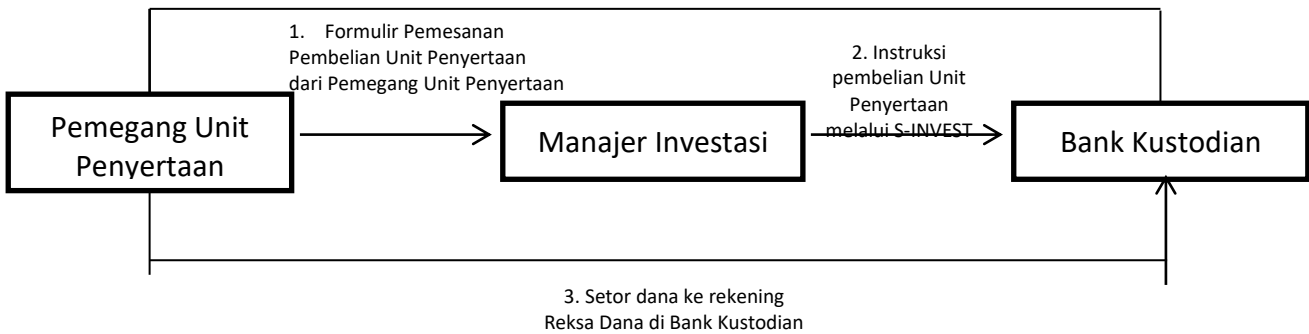 1. Formulir Pemesanan
Pembelian Unit Penyertaan
dari Pemegang Unit Penyertaan
2. Instruksi
pembelian Unit
Penyertaan
melalui S-INVEST
Pemegang Unit
Penyertaan
Manajer Investasi
Bank Kustodian
3. Setor dana ke rekening
Reksa Dana di Bank Kustodian